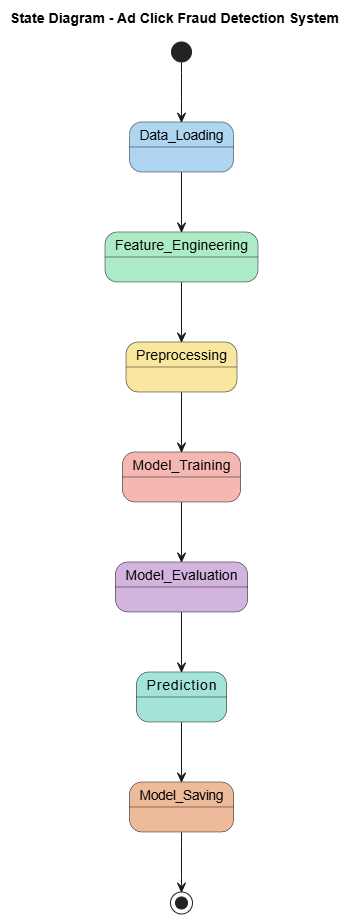 State Diagram - Ad Click Fraud Detection System
Data_Loading
Feature_Engineering
Preprocessing
Model_Training
Model_Evaluation
Prediction
Model_Saving